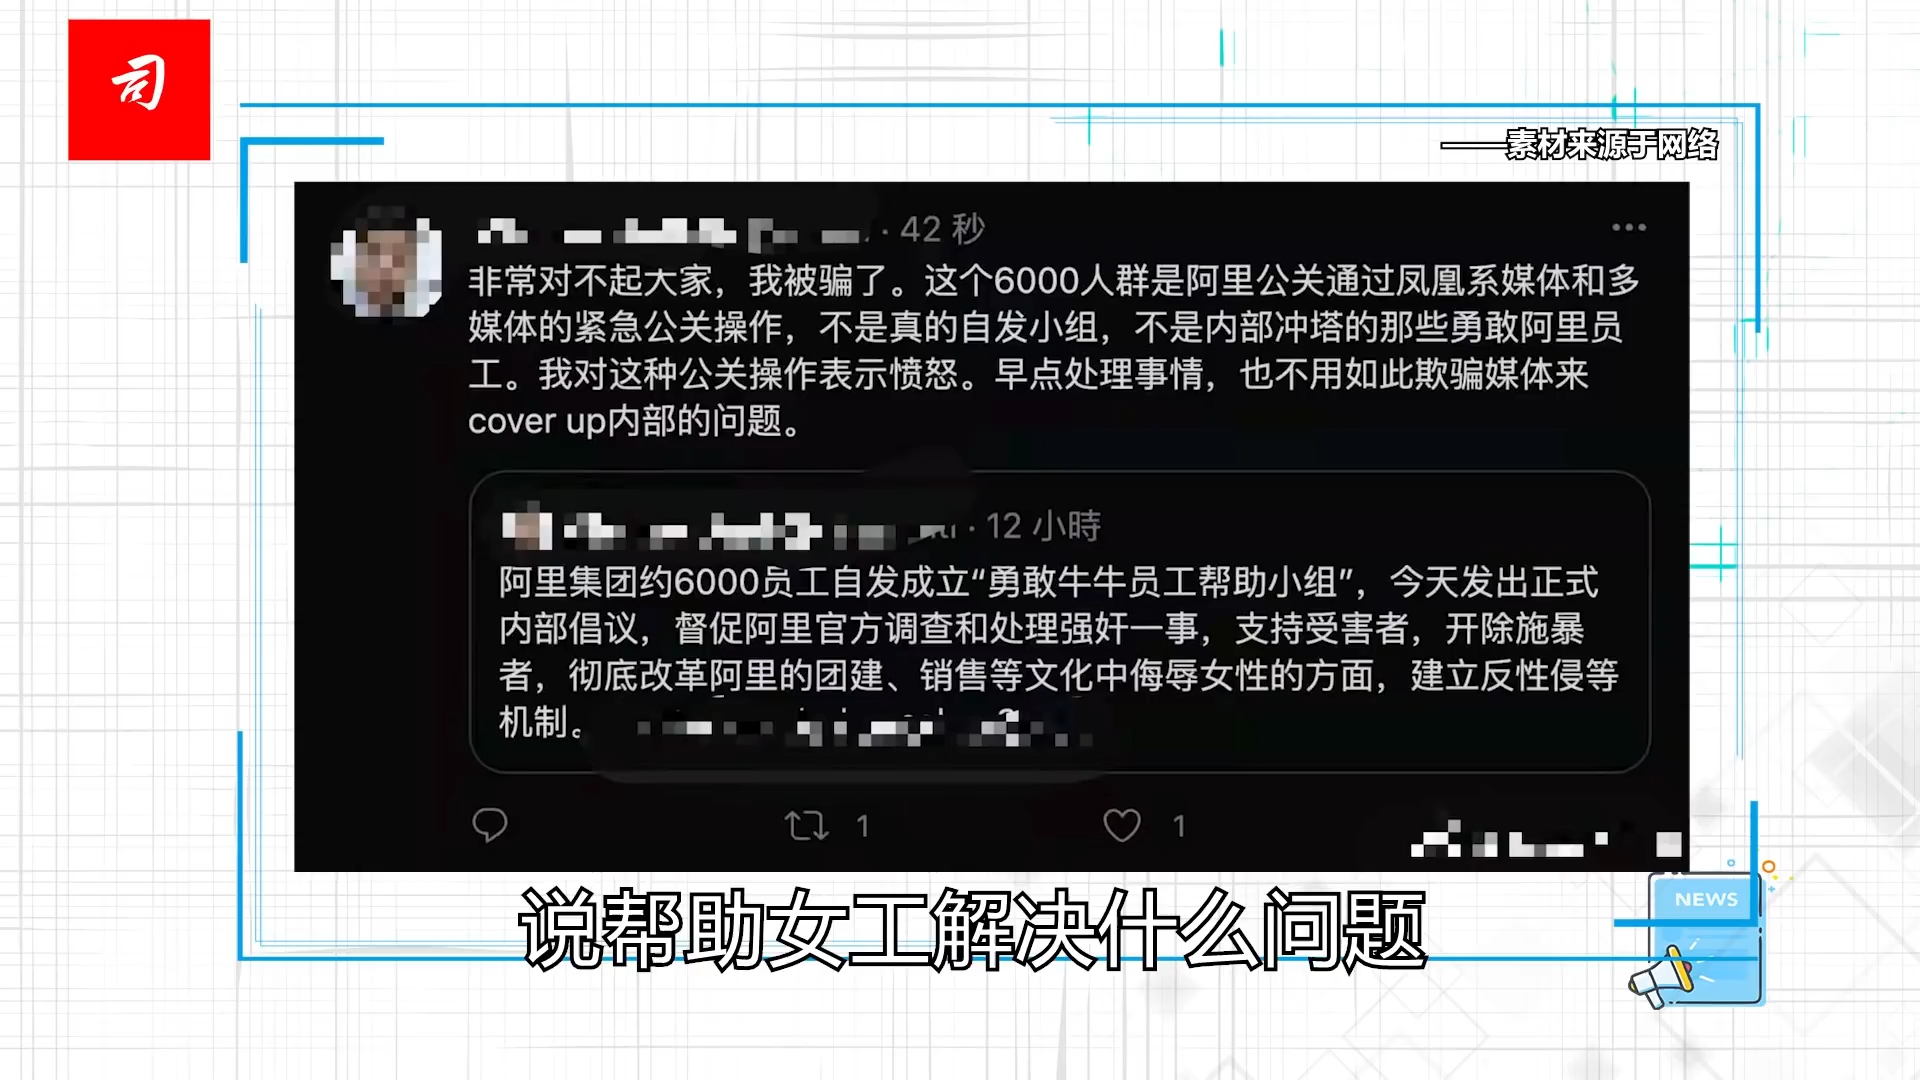 司
——素材来源于网络
· 42 秒
非常对不起大家，我被骗了。这个6000人群是阿里公关通过凤凰系媒体和多
媒体的紧急公关操作，不是真的自发小组，不是内部冲塔的那些勇敢阿里员
工。我对这种公关操作表示愤怒。早点处理事情，也不用如此欺骗媒体来
cover up内部的问题。
· 12 小時
阿里集团约6000员工自发成立“勇敢牛牛员工帮助小组”，今天发出正式
内部倡议，督促阿里官方调查和处理强奸一事，支持受害者，开除施暴
者，彻底改革阿里的团建、销售等文化中侮辱女性的方面，建立反性侵等
机制。
1
1
NEWS
说帮助女工解决什么问题